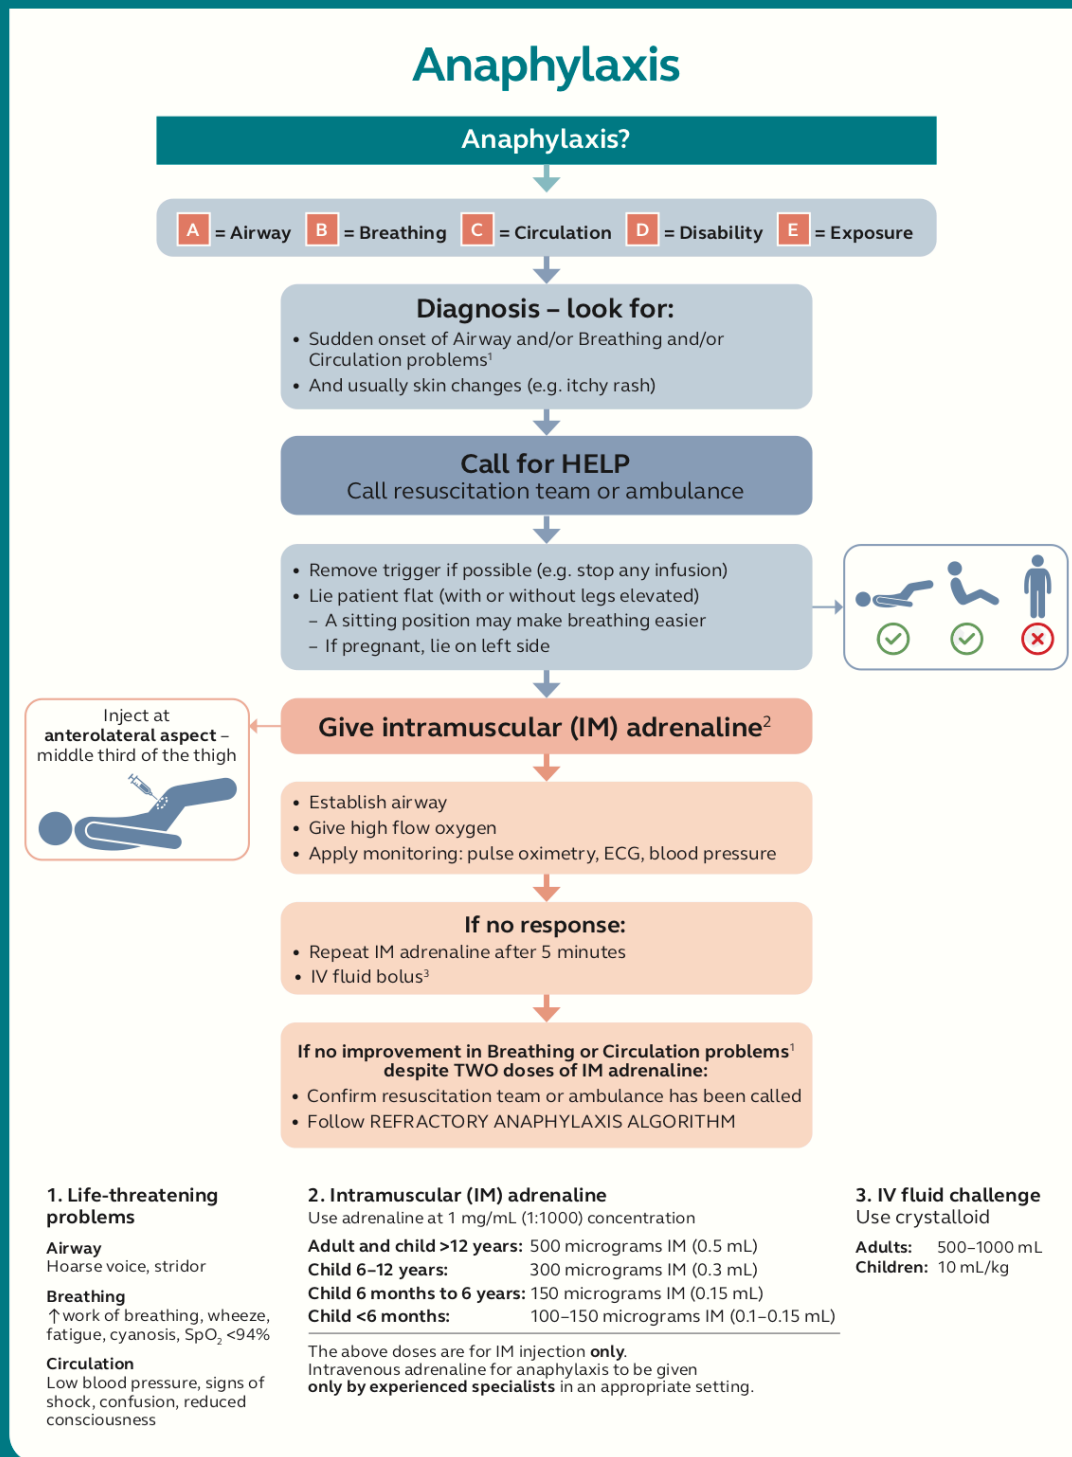 Anaphylaxis
Anaphylaxis?
A = Airway B = Breathing C = Circulation D = Disability E = Exposure
Diagnosis – look for:
• Sudden onset of Airway and/or Breathing and/or
Circulation problems¹
• And usually skin changes (e.g. itchy rash)
Call for HELP
Call resuscitation team or ambulance
• Remove trigger if possible (e.g. stop any infusion)
• Lie patient flat (with or without legs elevated)
– A sitting position may make breathing easier
– If pregnant, lie on left side
Give intramuscular (IM) adrenaline²
Inject at
anterolateral aspect –
middle third of the thigh
• Establish airway
• Give high flow oxygen
• Apply monitoring: pulse oximetry, ECG, blood pressure
If no response:
• Repeat IM adrenaline after 5 minutes
• IV fluid bolus³
If no improvement in Breathing or Circulation problems¹
despite TWO doses of IM adrenaline:
• Confirm resuscitation team or ambulance has been called
• Follow REFRACTORY ANAPHYLAXIS ALGORITHM
1. Life-threatening
problems
Airway
Hoarse voice, stridor
Breathing
↑work of breathing, wheeze,
fatigue, cyanosis, SpO₂ <94%
Circulation
Low blood pressure, signs of
shock, confusion, reduced
consciousness
2. Intramuscular (IM) adrenaline
Use adrenaline at 1 mg/mL (1:1000) concentration
Adult and child >12 years: 500 micrograms IM (0.5 mL)
Child 6–12 years: 300 micrograms IM (0.3 mL)
Child 6 months to 6 years: 150 micrograms IM (0.15 mL)
Child <6 months: 100–150 micrograms IM (0.1–0.15 mL)
The above doses are for IM injection only.
Intravenous adrenaline for anaphylaxis to be given
only by experienced specialists in an appropriate setting.
3. IV fluid challenge
Use crystalloid
Adults: 500–1000 mL
Children: 10 mL/kg